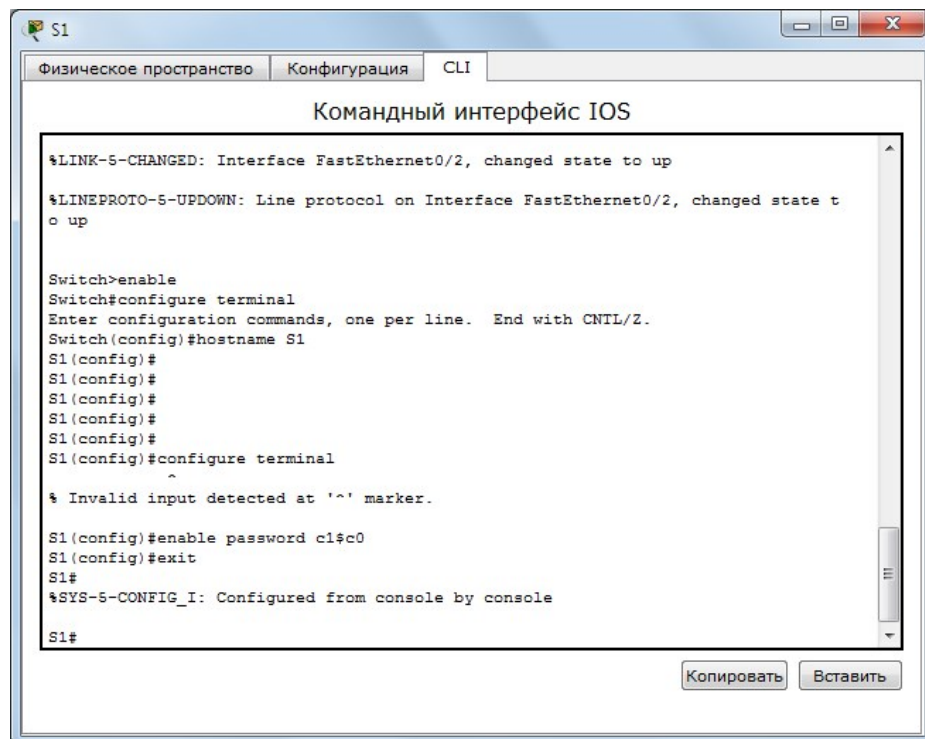 S1
Физическое пространство Конфигурация CLI
Командный интерфейс IOS
%LINK-5-CHANGED: Interface FastEthernet0/2, changed state to up
%LINEPROTO-5-UPDOWN: Line protocol on Interface FastEthernet0/2, changed state t
o up
Switch>enable
Switch#configure terminal
Enter configuration commands, one per line.  End with CNTL/Z.
Switch(config)#hostname S1
S1(config)#
S1(config)#
S1(config)#
S1(config)#
S1(config)#
S1(config)#configure terminal
^
% Invalid input detected at '^' marker.
S1(config)#enable password c1$c0
S1(config)#exit
S1#
%SYS-5-CONFIG_I: Configured from console by console
S1#
Копировать Вставить